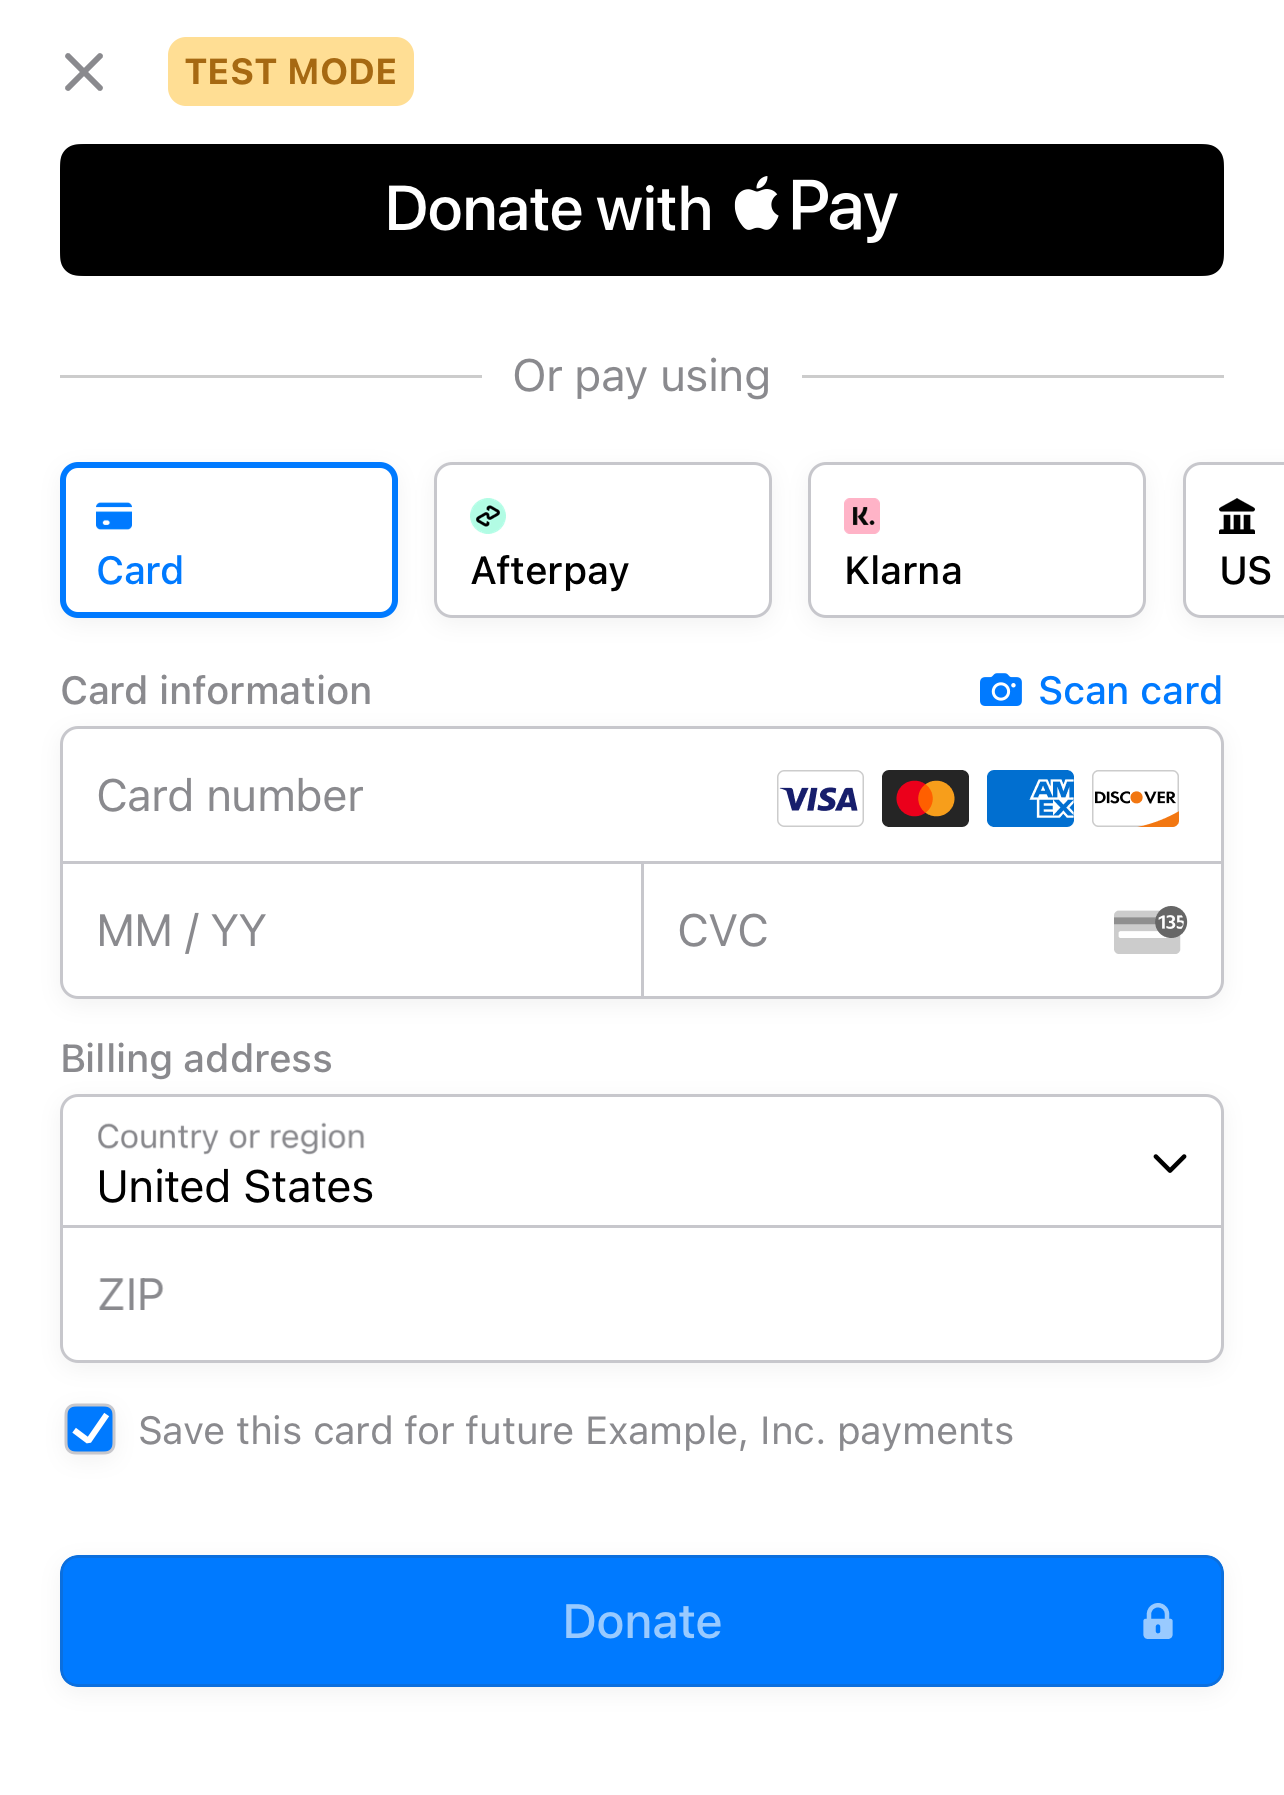 TEST MODE
Donate with Pay
Or pay using
Card
Afterpay
K.
Klarna
US
Card information
Scan card
Card number
VISA
AMEX
DISCOVER
MM / YY
CVC
135
Billing address
Country or region
United States
ZIP
Save this card for future Example, Inc. payments
Donate